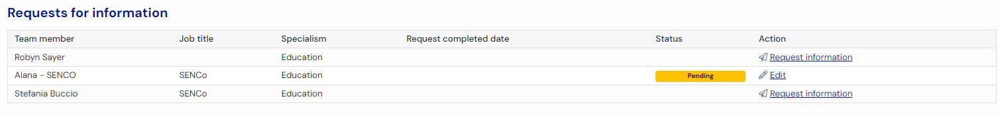 Requests for information
Team member Job title Specialism Request completed date Status Action
Robyn Sayer Education Request information
Alana - SENCO SENCo Education Pending Edit
Stefania Buccio SENCo Education Request information